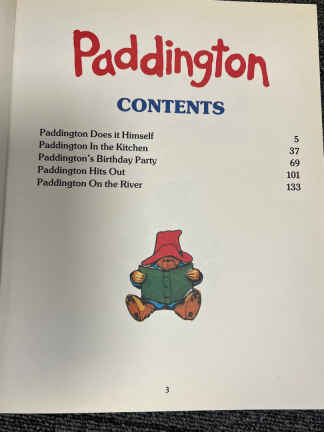 Paddington
CONTENTS
Paddington Does it Himself 5
Paddington In the Kitchen 37
Paddington's Birthday Party 69
Paddington Hits Out 101
Paddington On the River 133
3